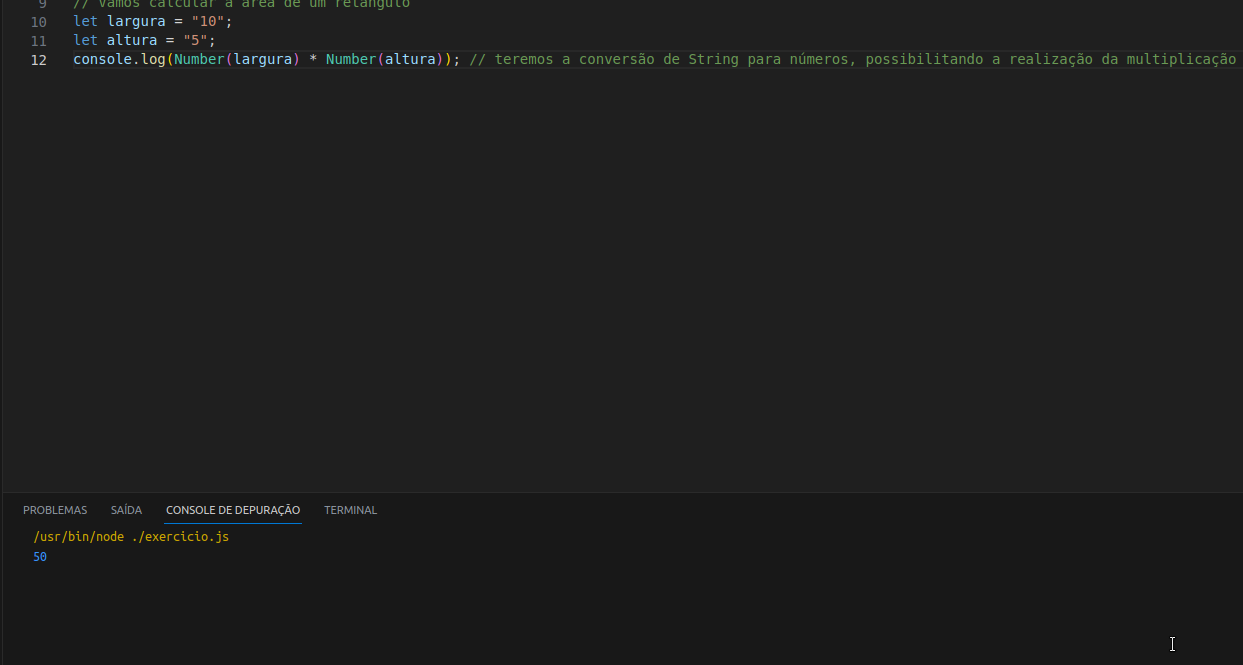 9 // vamos calcular a área de um retângulo
10 let largura = "10";
11 let altura = "5";
12 console.log(Number(largura) * Number(altura)); // teremos a conversão de String para números, possibilitando a realização da multiplicação
PROBLEMAS SAÍDA CONSOLE DE DEPURAÇÃO TERMINAL
/usr/bin/node ./exercicio.js
50